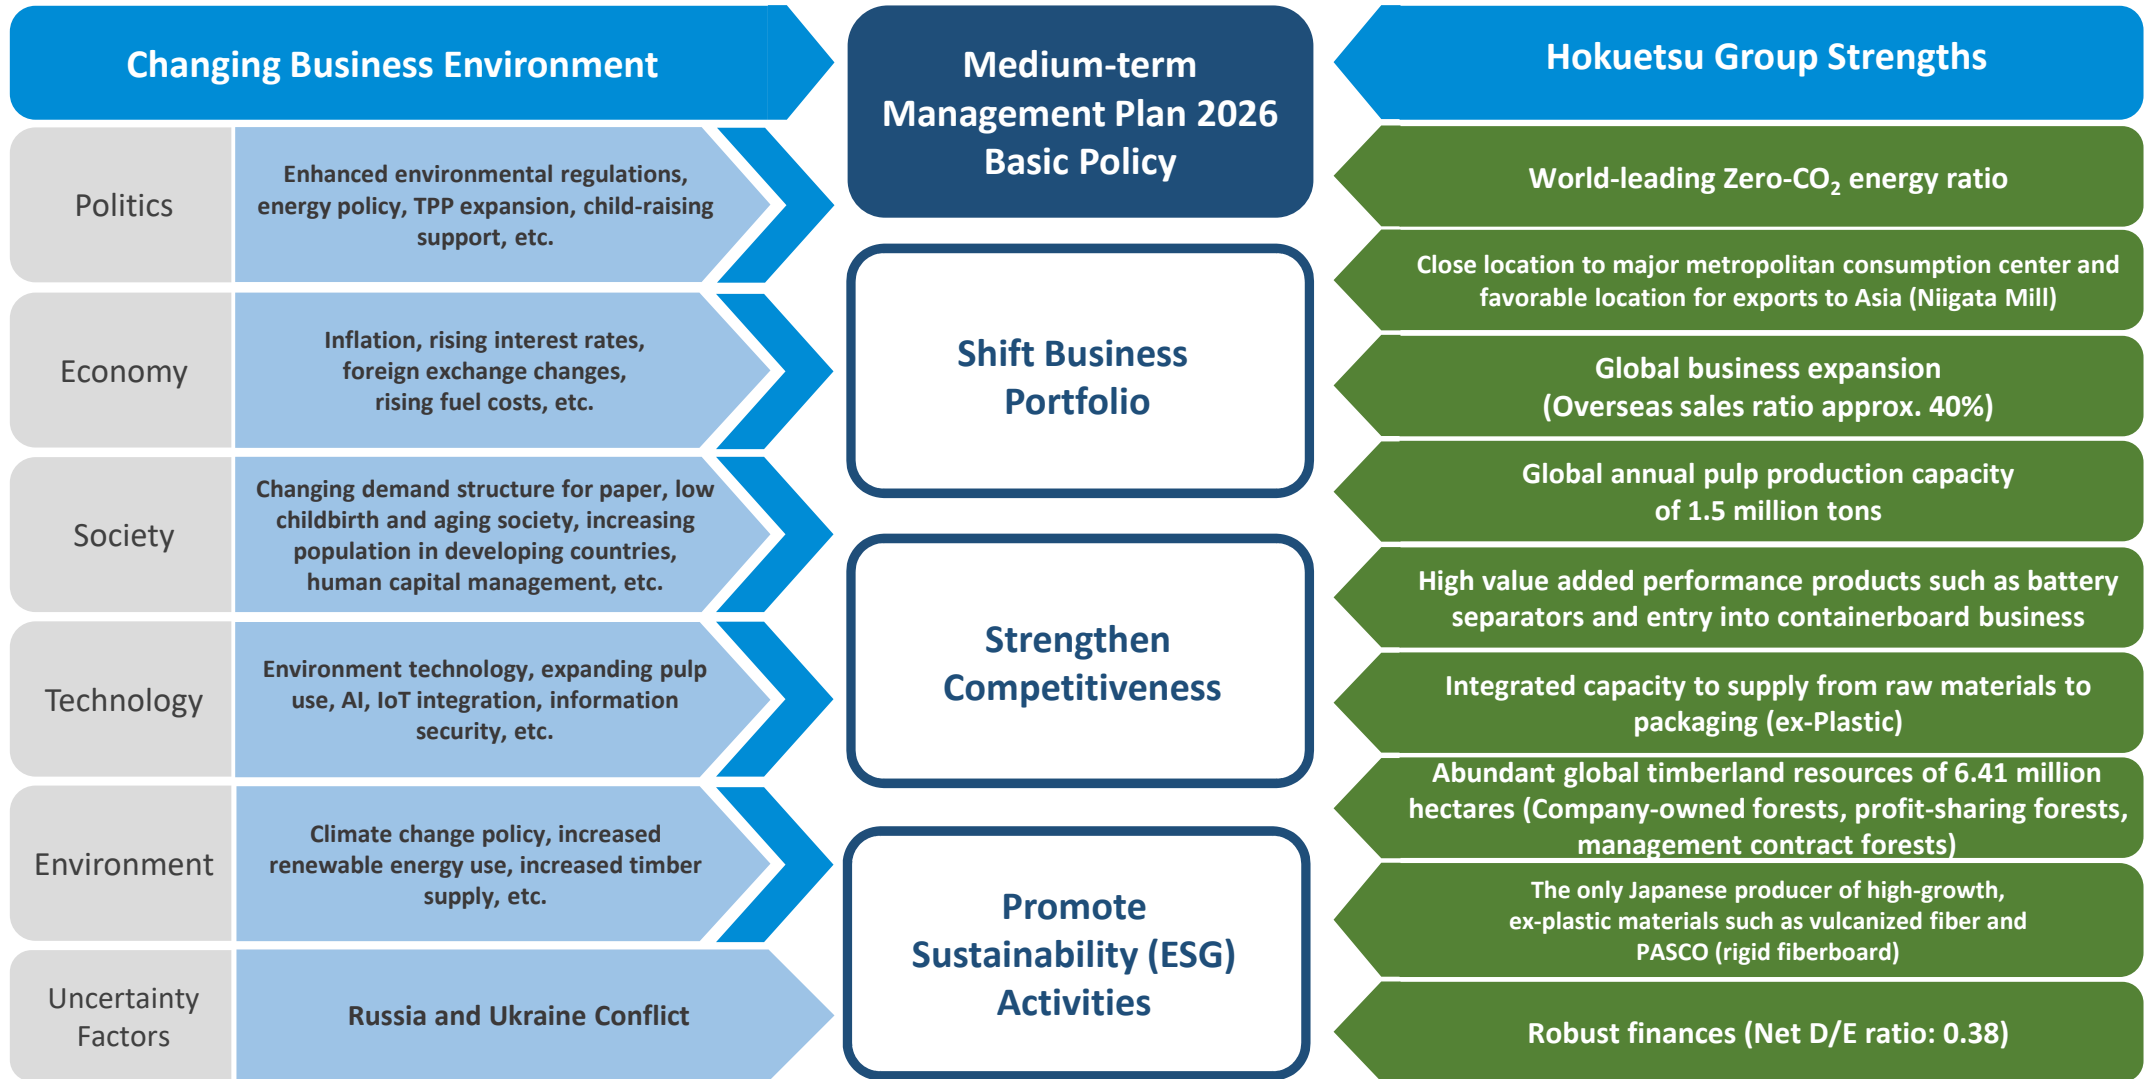 Changing Business Environment
Politics
Enhanced environmental regulations,
energy policy, TPP expansion, child-raising
support, etc.
Economy
Inflation, rising interest rates,
foreign exchange changes,
rising fuel costs, etc.
Society
Changing demand structure for paper, low
childbirth and aging society, increasing
population in developing countries,
human capital management, etc.
Technology
Environment technology, expanding pulp
use, AI, IoT integration, information
security, etc.
Environment
Climate change policy, increased
renewable energy use, increased timber
supply, etc.
Uncertainty
Factors
Russia and Ukraine Conflict
Medium-term
Management Plan 2026
Basic Policy
Shift Business
Portfolio
Strengthen
Competitiveness
Promote
Sustainability (ESG)
Activities
Hokuetsu Group Strengths
World-leading Zero-CO₂ energy ratio
Close location to major metropolitan consumption center and
favorable location for exports to Asia (Niigata Mill)
Global business expansion
(Overseas sales ratio approx. 40%)
Global annual pulp production capacity
of 1.5 million tons
High value added performance products such as battery
separators and entry into containerboard business
Integrated capacity to supply from raw materials to
packaging (ex-Plastic)
Abundant global timberland resources of 6.41 million
hectares (Company-owned forests, profit-sharing forests,
management contract forests)
The only Japanese producer of high-growth,
ex-plastic materials such as vulcanized fiber and
PASCO (rigid fiberboard)
Robust finances (Net D/E ratio: 0.38)